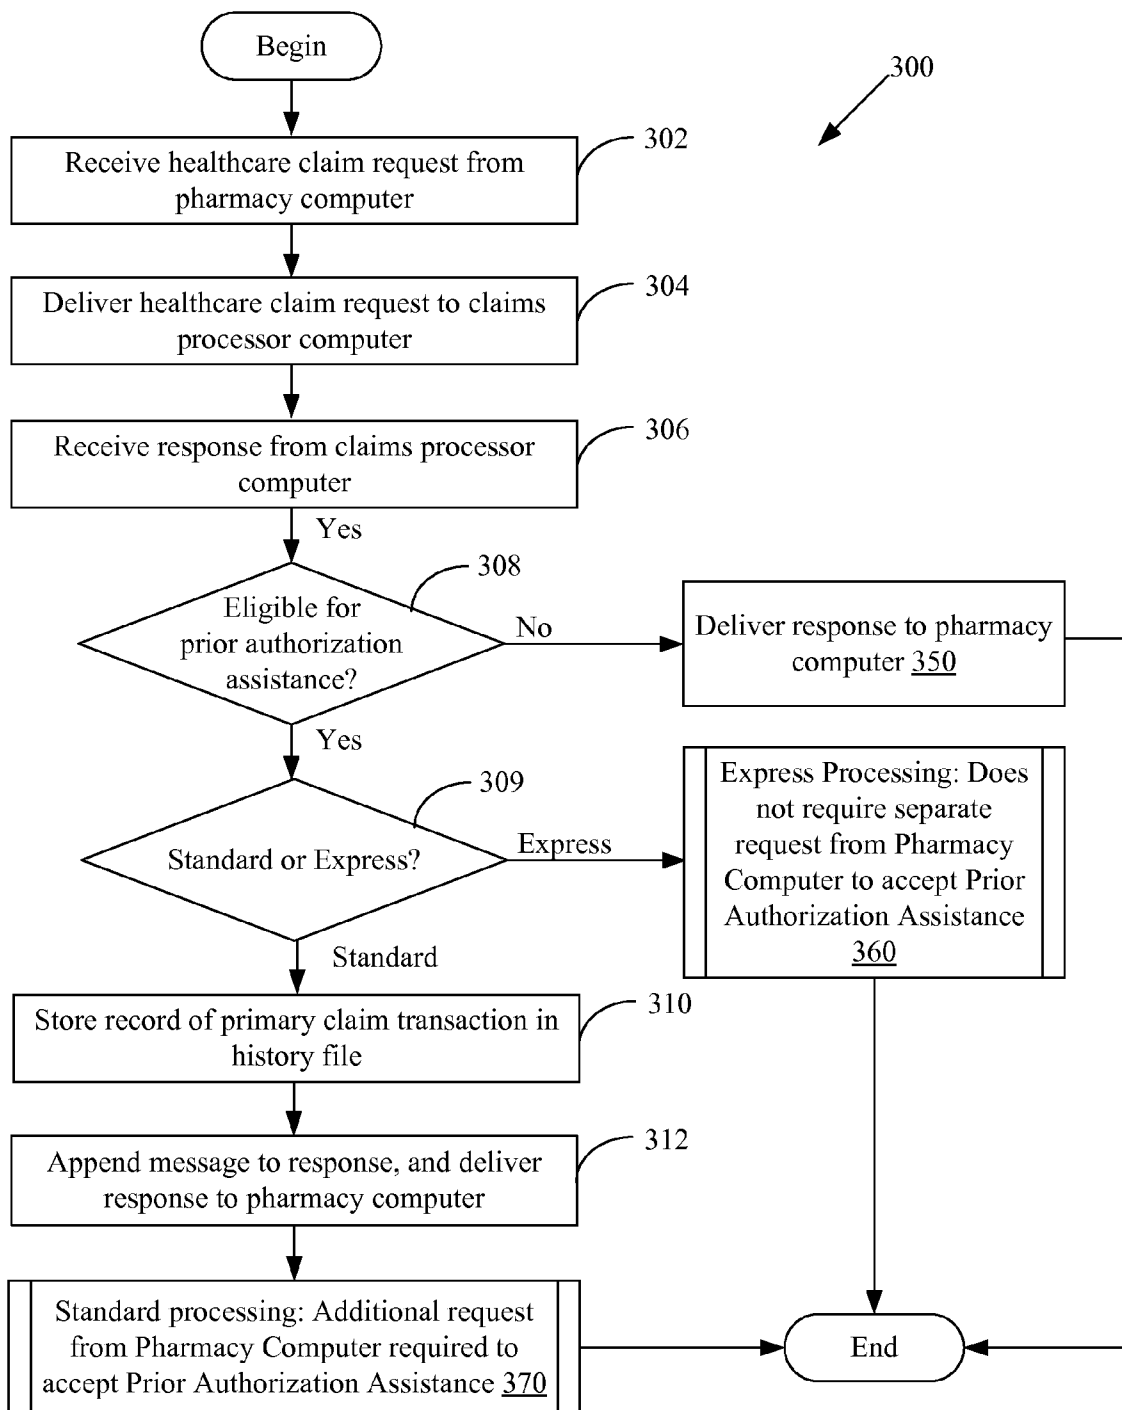 Begin
300
302
Receive healthcare claim request from
pharmacy computer
304
Deliver healthcare claim request to claims
processor computer
306
Receive response from claims processor
computer
Yes
308
Eligible for
prior authorization
assistance?
No
Deliver response to pharmacy
computer 350
Yes
309
Standard or Express?
Express
Express Processing: Does
not require separate
request from Pharmacy
Computer to accept Prior
Authorization Assistance
360
Standard
310
Store record of primary claim transaction in
history file
312
Append message to response, and deliver
response to pharmacy computer
Standard processing: Additional request
from Pharmacy Computer required to
accept Prior Authorization Assistance 370
End